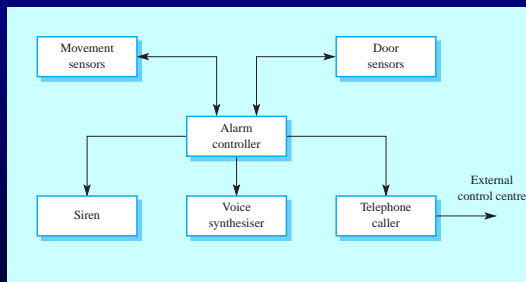 Movement
sensors
Door
sensors
Alarm
controller
Siren
Voice
synthesiser
Telephone
caller
External
control centre